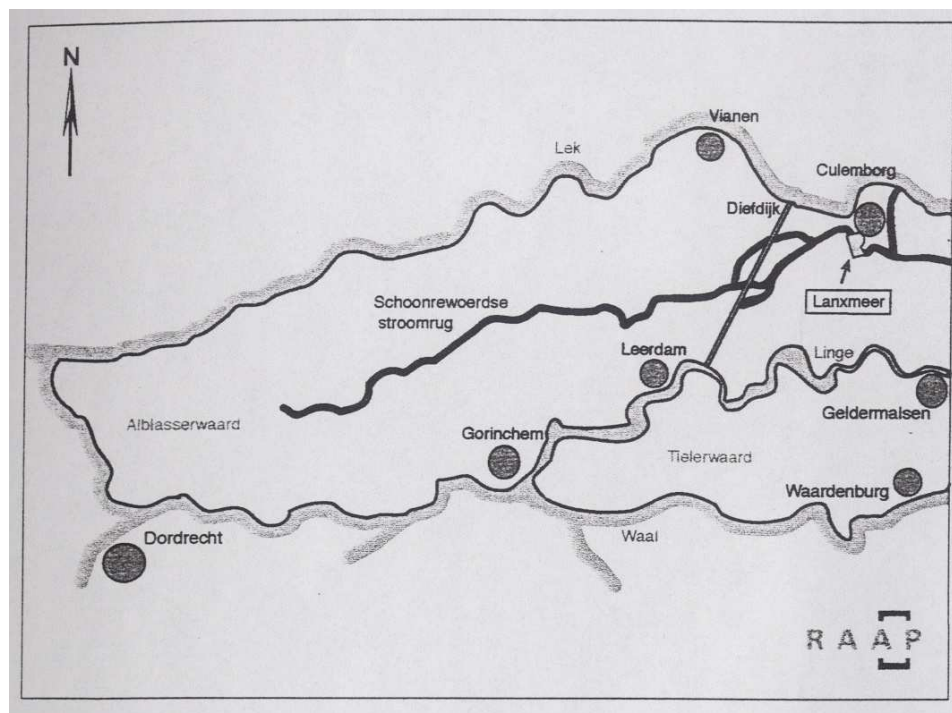 N
Vianen
Lek
Culemborg
Diefdijk
Schoonrewoerdse
stroomrug
Lanxmeer
Leerdam
Linge
Geldermalsen
Alblasserwaard
Gorinchem
Tielerwaard
Waardenburg
Waal
Dordrecht
RAAP